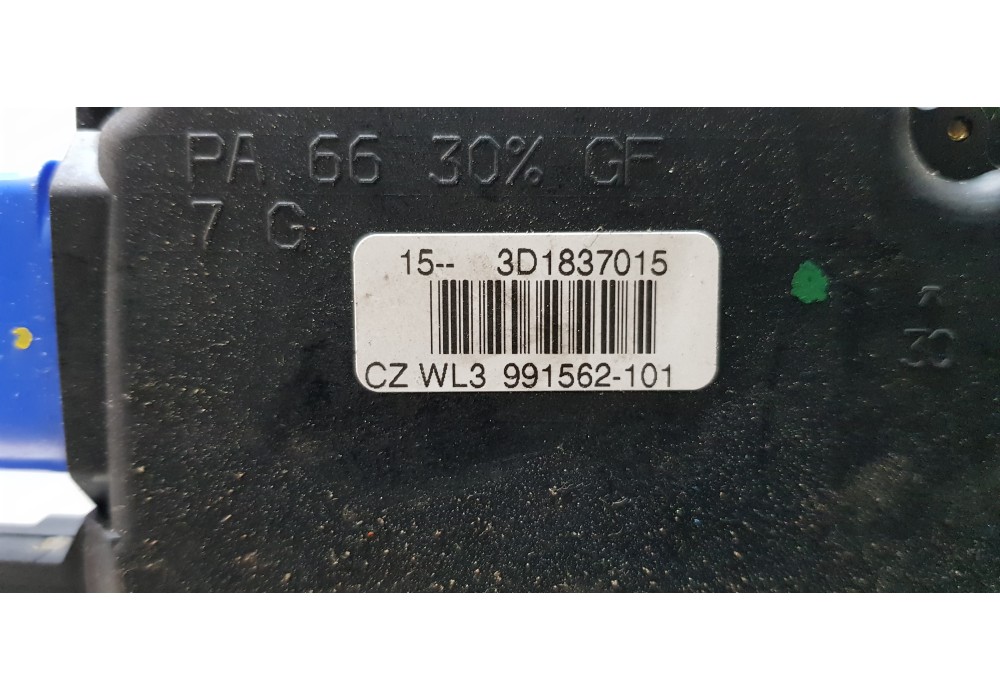 PA 66 30% GF
7 G
15-- 3D1837015
CZ WL3 991562-101
30